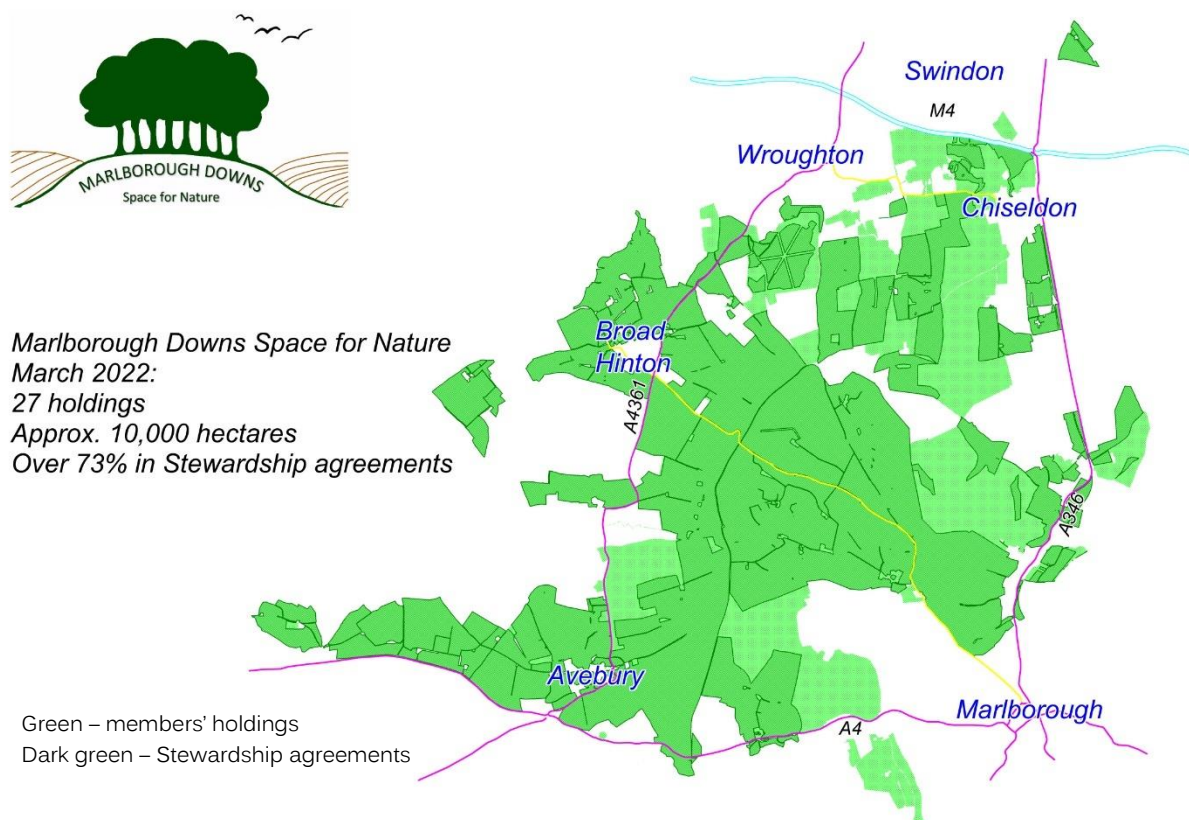 MARLBOROUGH DOWNS
Space for Nature
Swindon
M4
Wroughton
Chiseldon
Marlborough Downs Space for Nature
March 2022:
27 holdings
Approx. 10,000 hectares
Over 73% in Stewardship agreements
Broad
Hinton
A4361
A346
Avebury
Marlborough
A4
Green – members' holdings
Dark green – Stewardship agreements